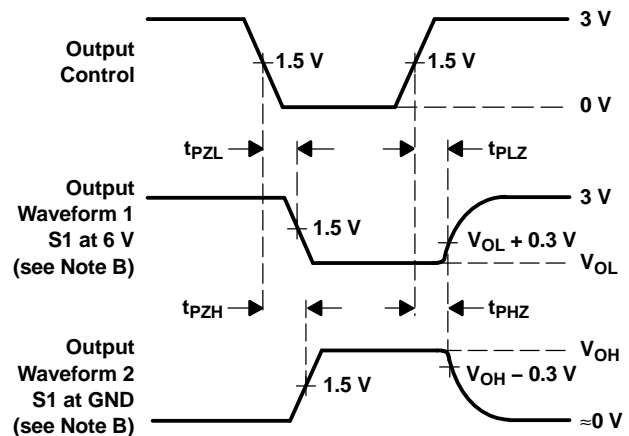 3 V
Output
Control
1.5 V
1.5 V
0 V
tPZL
tPLZ
Output
Waveform 1
S1 at 6 V
(see Note B)
3 V
1.5 V
VOL + 0.3 V
VOL
tPZH
tPHZ
Output
Waveform 2
S1 at GND
(see Note B)
VOH
1.5 V
VOH – 0.3 V
≈0 V